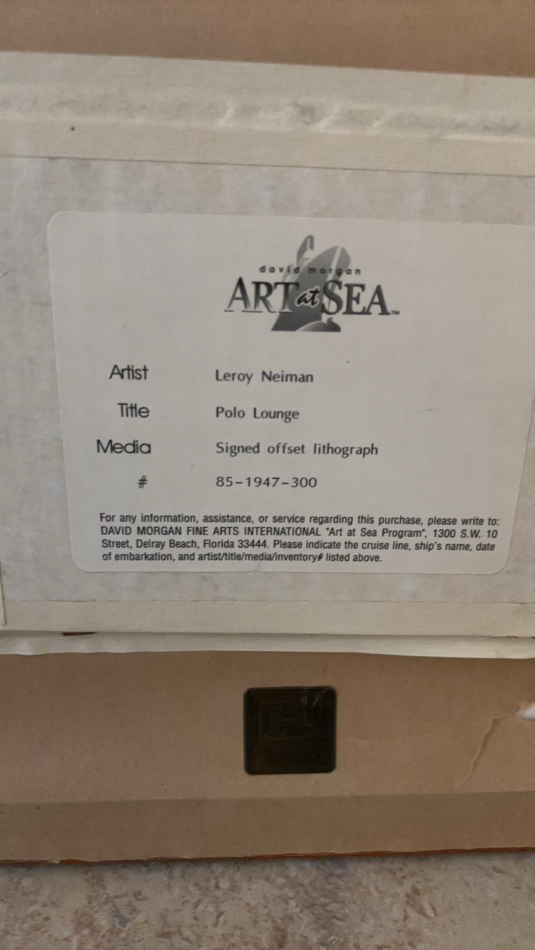 david morgan
ART at SEA™
Artist Leroy Neiman
Title Polo Lounge
Media Signed offset lithograph
# 85-1947-300
For any information, assistance, or service regarding this purchase, please write to:
DAVID MORGAN FINE ARTS INTERNATIONAL "Art at Sea Program", 1300 S.W. 10
Street, Delray Beach, Florida 33444. Please indicate the cruise line, ship's name, date
of embarkation, and artist/title/media/inventory# listed above.